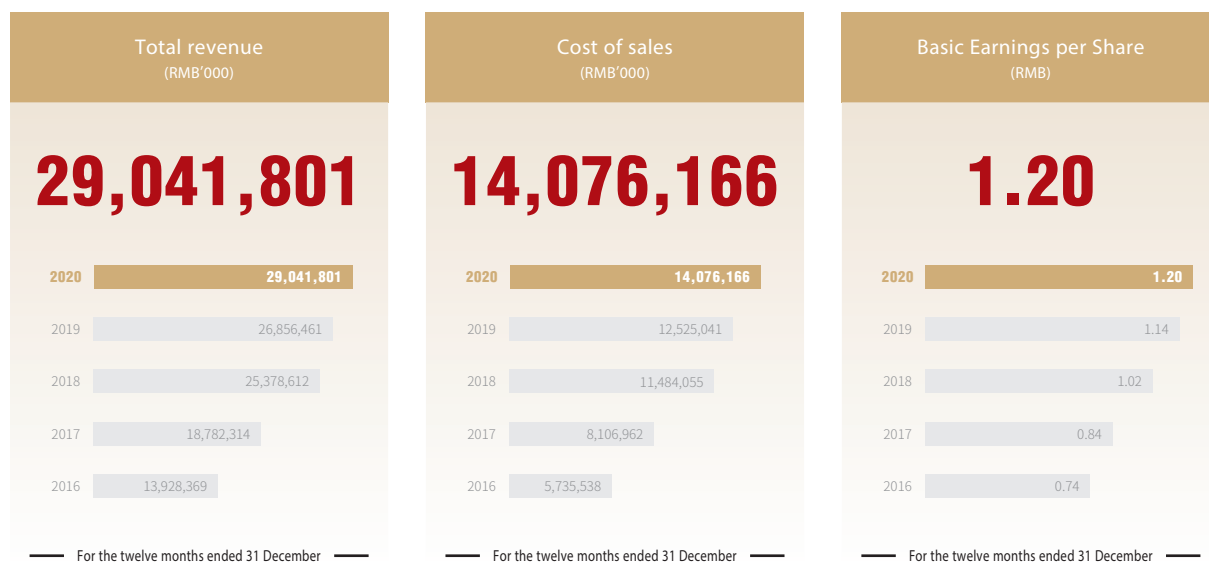 Total revenue
(RMB’000)
29,041,801
2020 29,041,801
2019 26,856,461
2018 25,378,612
2017 18,782,314
2016 13,928,369
For the twelve months ended 31 December
Cost of sales
(RMB’000)
14,076,166
2020 14,076,166
2019 12,525,041
2018 11,484,055
2017 8,106,962
2016 5,735,538
For the twelve months ended 31 December
Basic Earnings per Share
(RMB)
1.20
2020 1.20
2019 1.14
2018 1.02
2017 0.84
2016 0.74
For the twelve months ended 31 December